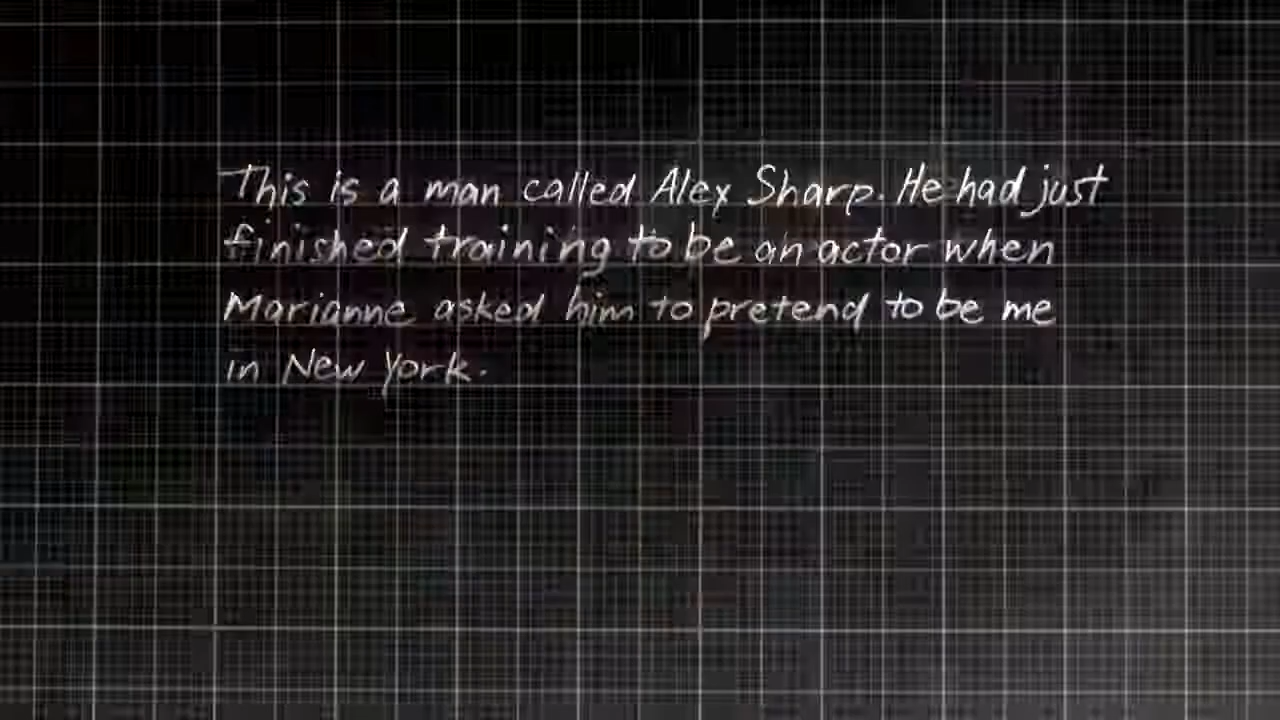 This is a man called Alex Sharp. He had just
finished training to be an actor when
Marianne asked him to pretend to be me
in New York.